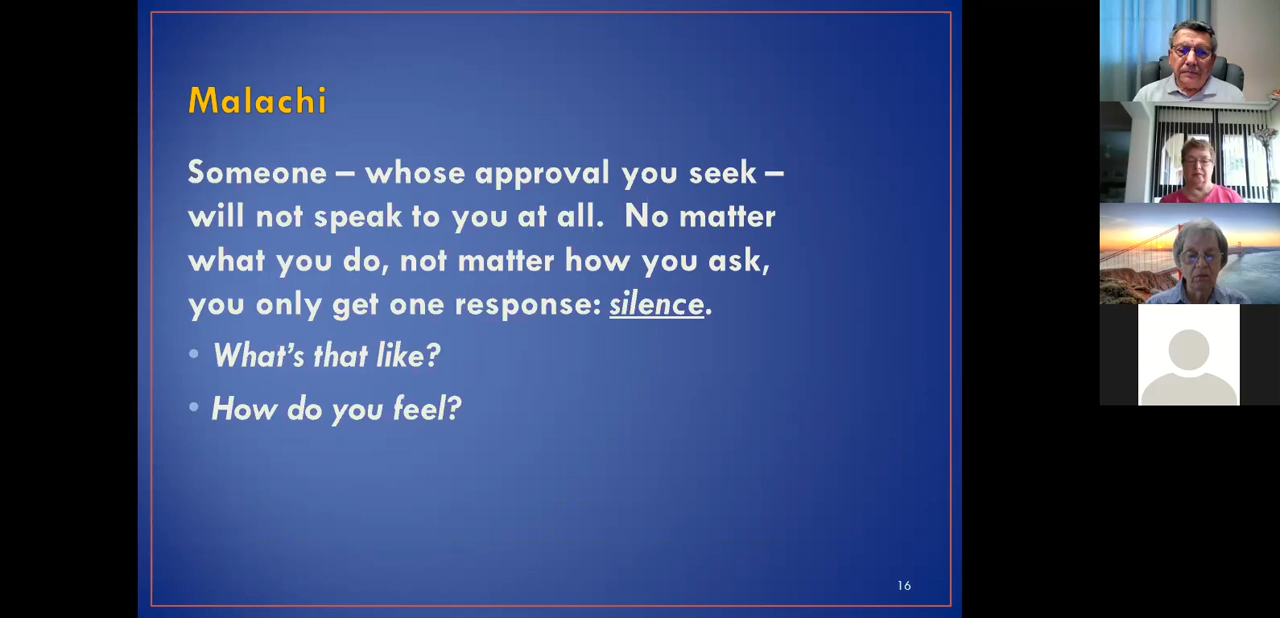 Malachi
Someone – whose approval you seek –
will not speak to you at all.  No matter
what you do, not matter how you ask,
you only get one response: silence.
• What's that like?
• How do you feel?
16